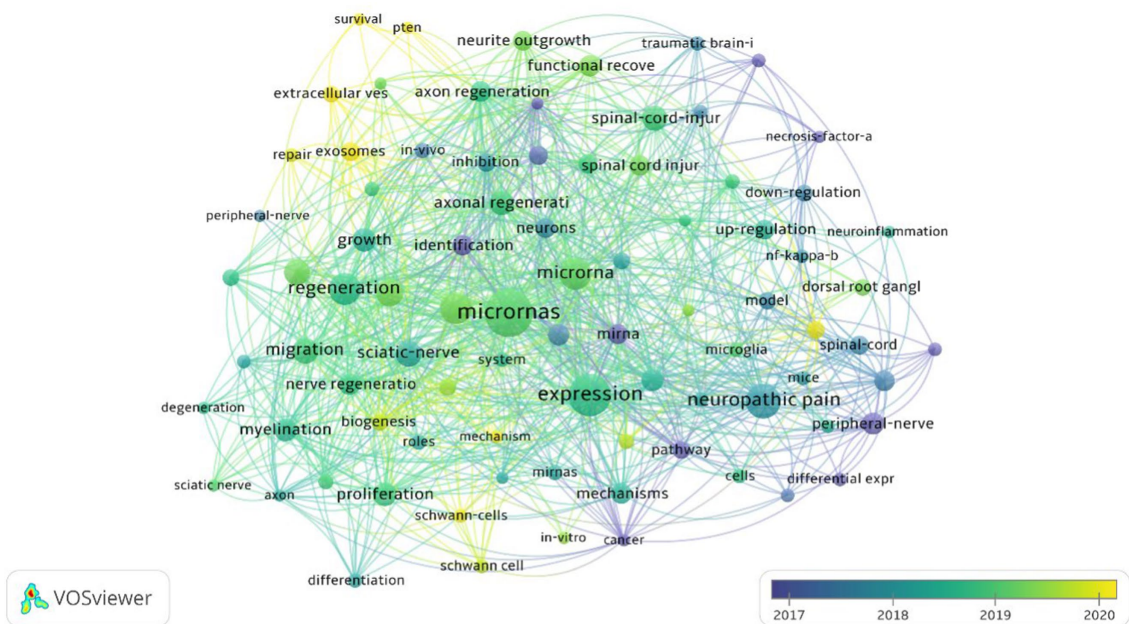 survival
pten
neurite outgrowth
traumatic brain-i
functional recove
extracellular ves
axon regeneration
spinal-cord-injur
necrosis-factor-a
repair
exosomes
in-vivo
inhibition
spinal cord injur
down-regulation
axonal regenerati
peripheral-nerve
neurons
up-regulation
neuroinflammation
growth
identification
nf-kappa-b
microrna
regeneration
dorsal root gangl
model
micrornas
mirna
spinal-cord
migration
sciatic-nerve
system
microglia
nerve regeneratio
mice
expression
neuropathic pain
degeneration
biogenesis
peripheral-nerve
myelination
roles
mechanism
pathway
mirnas
cells
differential expr
sciatic nerve
axon
proliferation
mechanisms
schwann-cells
in-vitro
cancer
schwann cell
differentiation
VOSviewer
2017
2018
2019
2020